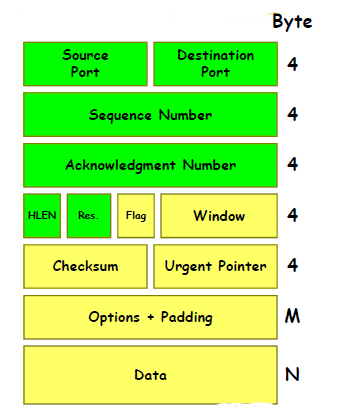 Byte
Source Destination
Port Port 4
Sequence Number 4
Acknowledgment Number 4
HLEN Res. Flag Window 4
Checksum Urgent Pointer 4
Options + Padding M
Data N